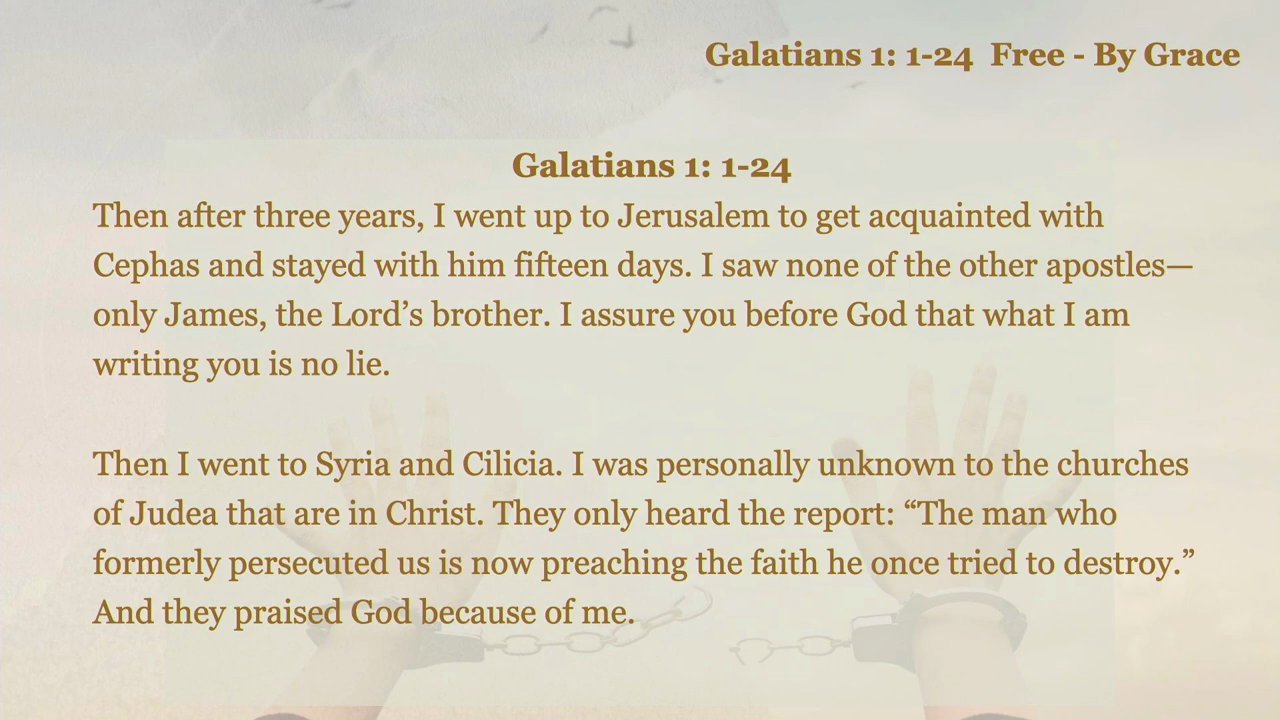 Galatians 1: 1-24  Free - By Grace
Galatians 1: 1-24
Then after three years, I went up to Jerusalem to get acquainted with
Cephas and stayed with him fifteen days. I saw none of the other apostles—
only James, the Lord’s brother. I assure you before God that what I am
writing you is no lie.
Then I went to Syria and Cilicia. I was personally unknown to the churches
of Judea that are in Christ. They only heard the report: “The man who
formerly persecuted us is now preaching the faith he once tried to destroy.”
And they praised God because of me.